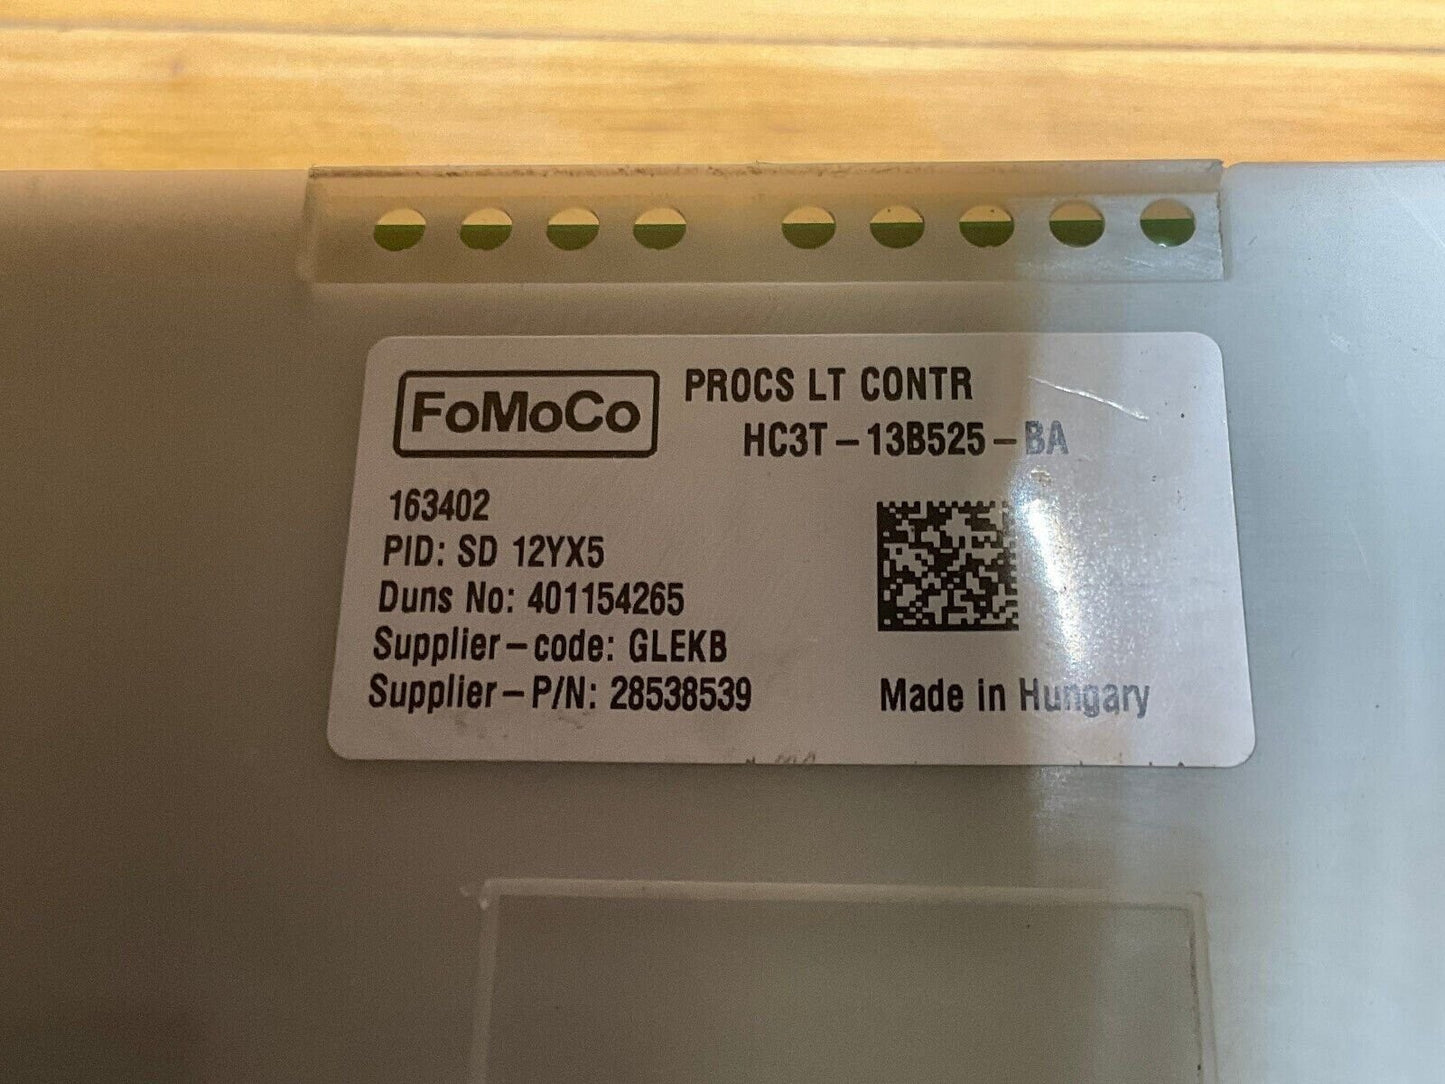 FoMoCo
PROCS LT CONTR
HC3T-13B525-BA
163402
PID: SD 12YX5
Duns No: 401154265
Supplier-code: GLEKB
Supplier-P/N: 28538539
Made in Hungary